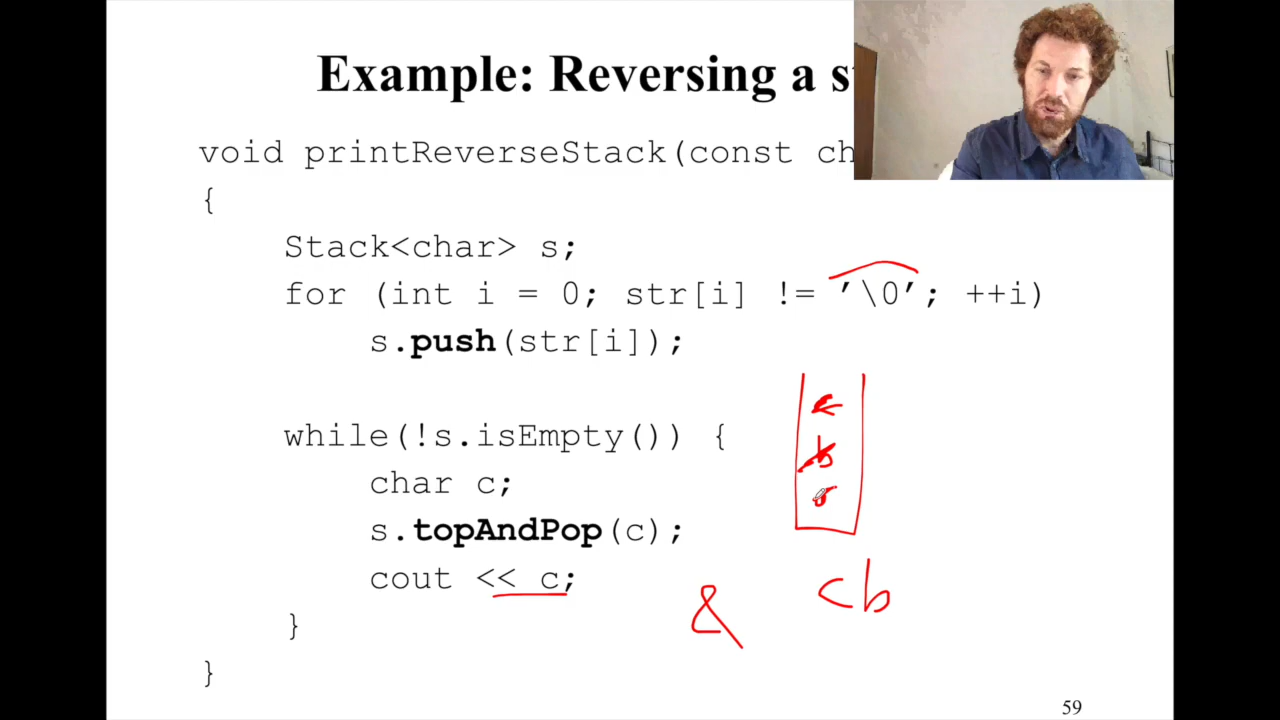 Example: Reversing a s
void printReverseStack(const ch
{
Stack<char> s;
for (int i = 0; str[i] != '\0'; ++i)
s.push(str[i]);
while(!s.isEmpty()) {
char c;
s.topAndPop(c);
cout << c;
}
}
c
b
& cb
59